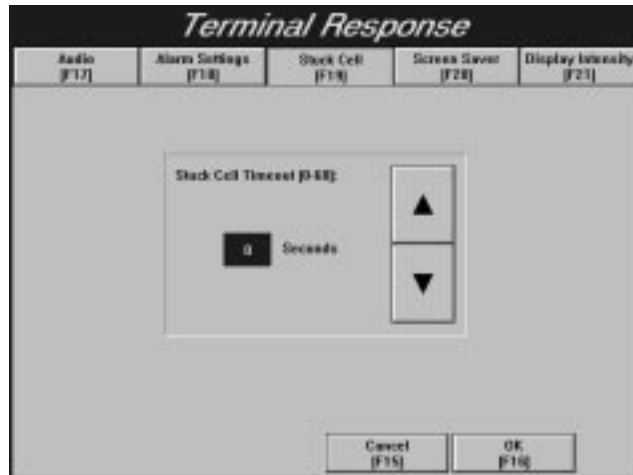 Terminal Response
Audio
[F17]
Alarm Settings
[F18]
Stuck Cell
[F19]
Screen Saver
[F20]
Display Intensity
[F21]
Stuck Cell Timeout [0-60]:
0 Seconds
Cancel
[F15]
OK
[F16]